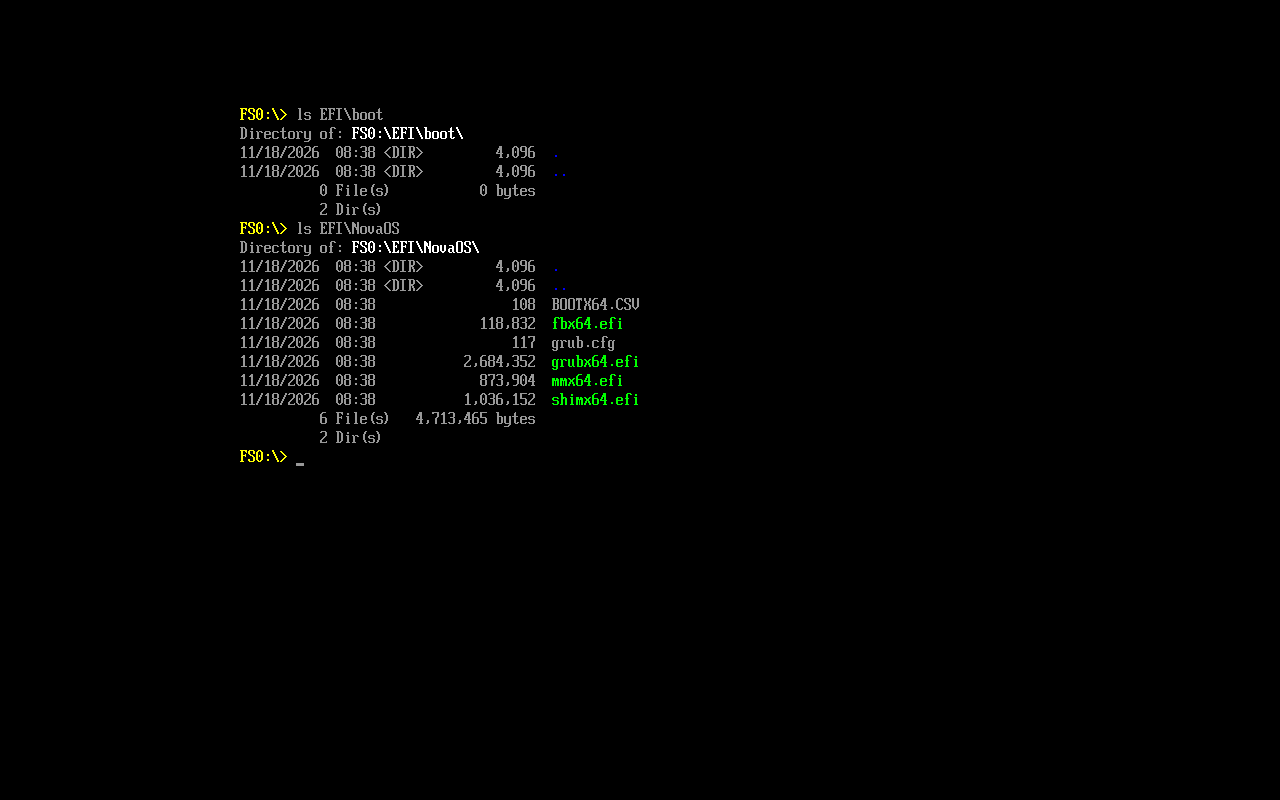 FS0:\> ls EFI\boot
Directory of: FS0:\EFI\boot\
11/18/2026  08:38 <DIR>         4,096  .
11/18/2026  08:38 <DIR>         4,096  ..
          0 File(s)           0 bytes
          2 Dir(s)
FS0:\> ls EFI\NovaOS
Directory of: FS0:\EFI\NovaOS\
11/18/2026  08:38 <DIR>         4,096  .
11/18/2026  08:38 <DIR>         4,096  ..
11/18/2026  08:38                 108  BOOTX64.CSV
11/18/2026  08:38             118,832  fbx64.efi
11/18/2026  08:38                 117  grub.cfg
11/18/2026  08:38           2,684,352  grubx64.efi
11/18/2026  08:38             873,904  mmx64.efi
11/18/2026  08:38           1,036,152  shimx64.efi
          6 File(s)   4,713,465 bytes
          2 Dir(s)
FS0:\> _